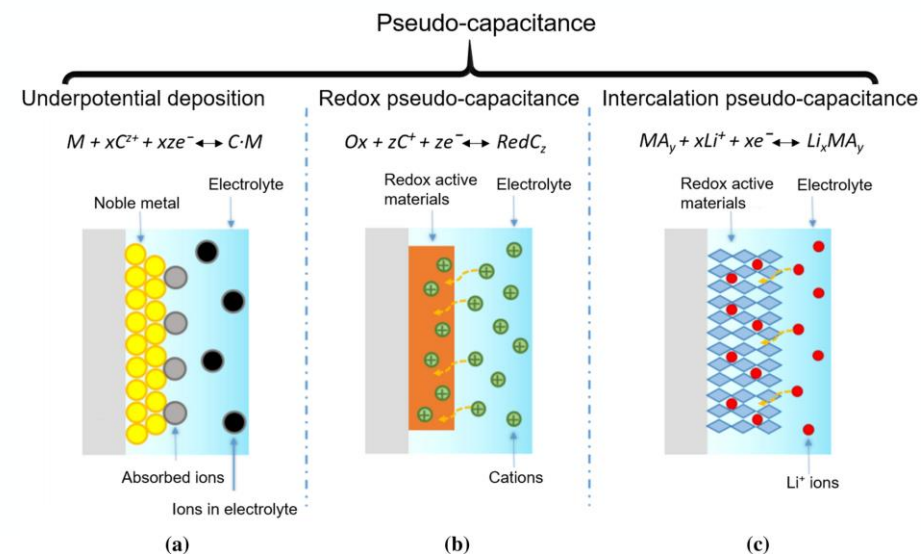 Pseudo-capacitance
Underpotential deposition
M + xC^{z+} + xze^- ↔ C·M
Electrolyte
Noble metal
Absorbed ions
Ions in electrolyte
(a)
Redox pseudo-capacitance
Ox + zC^+ + ze^- ↔ RedC_z
Redox active
materials
Electrolyte
Cations
(b)
Intercalation pseudo-capacitance
MA_y + xLi^+ + xe^- ↔ Li_xMA_y
Redox active
materials
Electrolyte
Li^+ ions
(c)